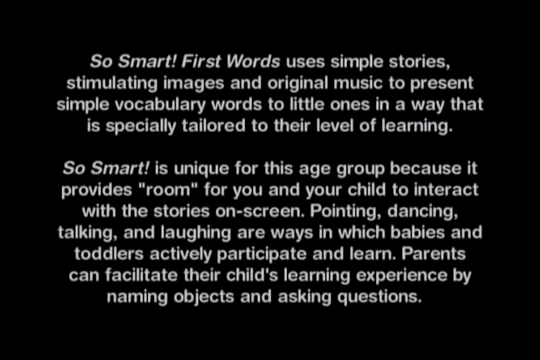 So Smart! First Words uses simple stories,
stimulating images and original music to present
simple vocabulary words to little ones in a way that
is specially tailored to their level of learning.
So Smart! is unique for this age group because it
provides "room" for you and your child to interact
with the stories on-screen. Pointing, dancing,
talking, and laughing are ways in which babies and
toddlers actively participate and learn. Parents
can facilitate their child's learning experience by
naming objects and asking questions.